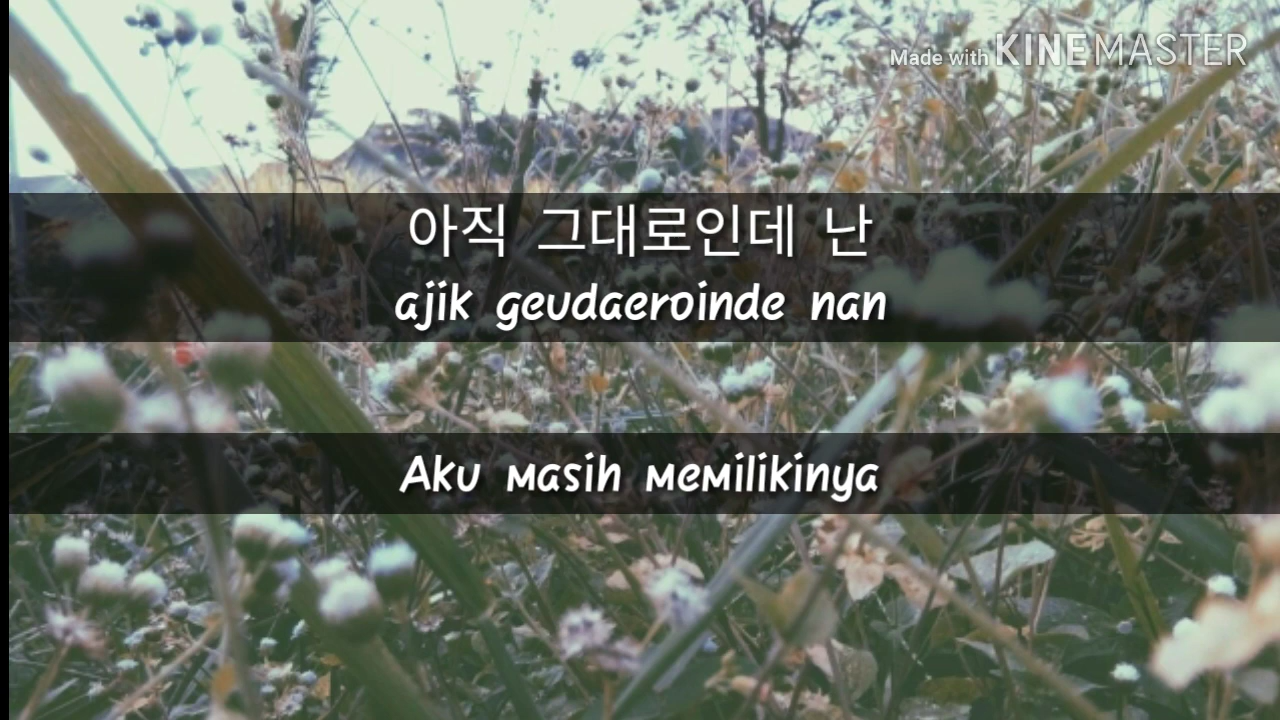 Made with KINEMASTER
아직 그대로인데 난
ajik geudaeroinde nan
Aku masih memilikinya